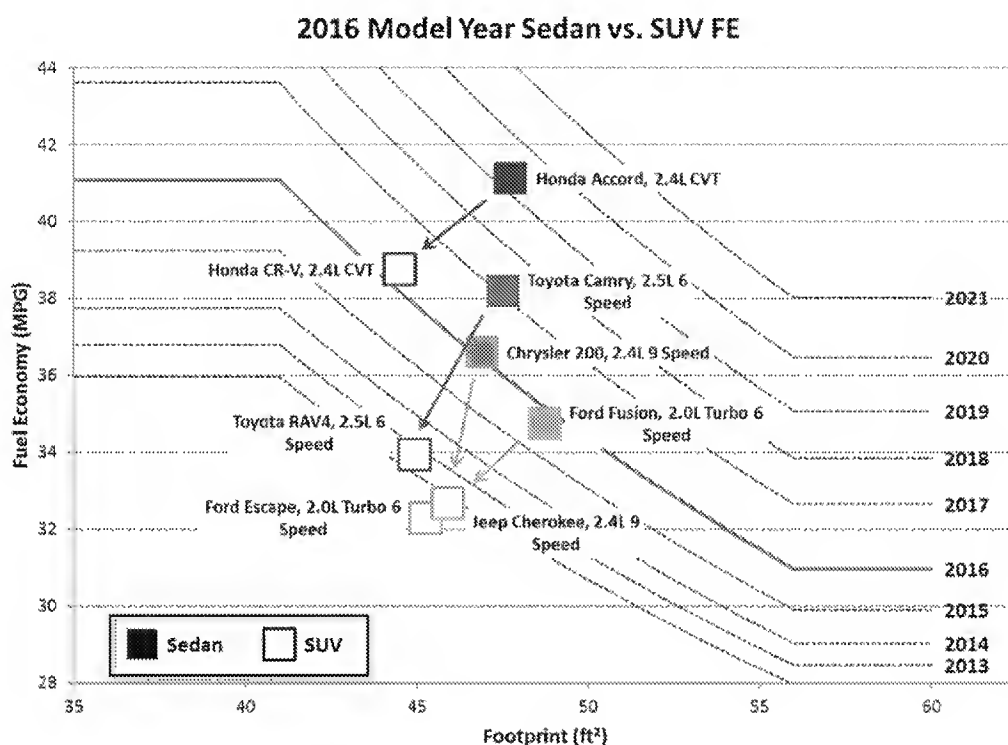 2016 Model Year Sedan vs. SUV FE
44
42
40
38
36
34
32
30
28
Fuel Economy (MPG)
Honda Accord, 2.4L CVT
Honda CR-V, 2.4L CVT
Toyota Camry, 2.5L 6
Speed
Chrysler 200, 2.4L 9 Speed
Ford Fusion, 2.0L Turbo 6
Speed
Toyota RAV4, 2.5L 6
Speed
Ford Escape, 2.0L Turbo 6
Speed
Jeep Cherokee, 2.4L 9
Speed
2021
2020
2019
2018
2017
2016
2015
2014
2013
Sedan
SUV
35
40
45
50
55
60
Footprint (ft²)